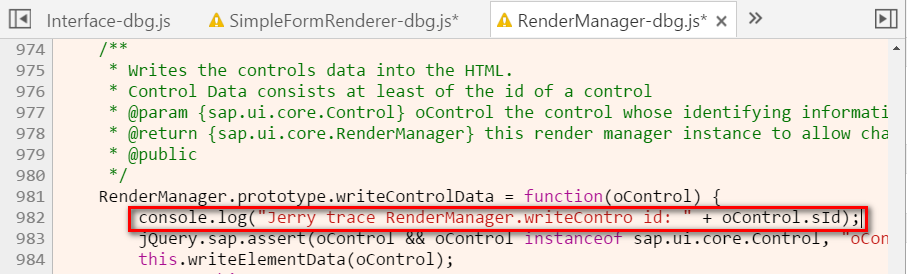 Interface-dbg.js SimpleFormRenderer-dbg.js* RenderManager-dbg.js* × »
974 /**
975 * Writes the controls data into the HTML.
976 * Control Data consists at least of the id of a control
977 * @param {sap.ui.core.Control} oControl the control whose identifying informati
978 * @return {sap.ui.core.RenderManager} this render manager instance to allow cha
979 * @public
980 */
981 RenderManager.prototype.writeControlData = function(oControl) {
982 console.log("Jerry trace RenderManager.writeContro id: " + oControl.sId);
983 jQuery.sap.assert(oControl && oControl instanceof sap.ui.core.Control, "oCon
984 this.writeElementData(oControl);